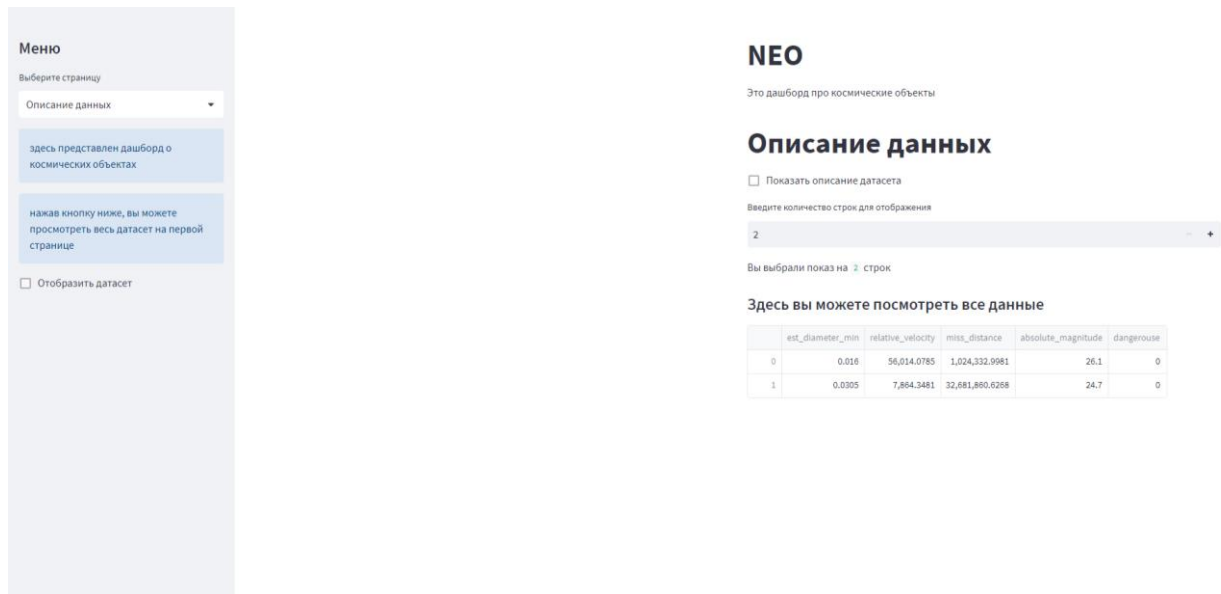 Меню
Выберите страницу
Описание данных
здесь представлен дашборд о
космических объектах
нажав кнопку ниже, вы можете
просмотреть весь датасет на первой
странице
Отобразить датасет
NEO
Это дашборд про космические объекты
Описание данных
Показать описание датасета
Введите количество строк для отображения
2 − +
Вы выбрали показ на 2 строк
Здесь вы можете посмотреть все данные
est_diameter_min relative_velocity miss_distance absolute_magnitude dangerouse
0 0.016 56,014.0785 1,024,332.9981 26.1 0
1 0.0305 7,864.3481 32,681,860.6268 24.7 0